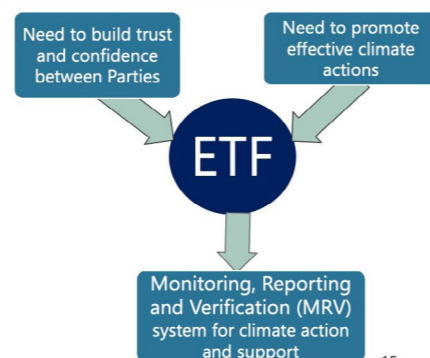 Need to build trust
and confidence
between Parties
Need to promote
effective climate
actions
ETF
Monitoring, Reporting
and Verification (MRV)
system for climate action
and support
15